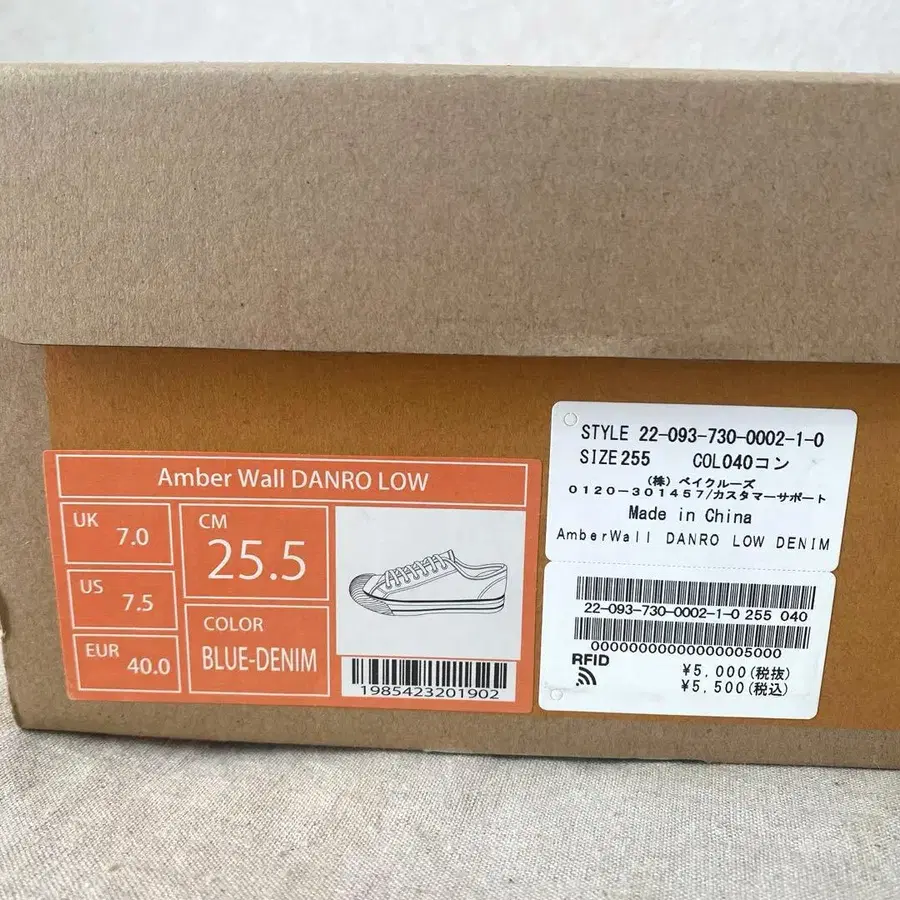 Amber Wall DANRO LOW
UK
7.0
US
7.5
EUR
40.0
CM
25.5
COLOR
BLUE-DENIM
1985423201902
STYLE 22-093-730-0002-1-0
SIZE 255 COL040コン
(株) ベイクルーズ
0120-301457/カスタマーサポート
Made in China
AmberWall DANRO LOW DENIM
22-093-730-0002-1-0 255 040
00000000000000005000
RFID
¥5,000(税抜)
¥5,500(税込)